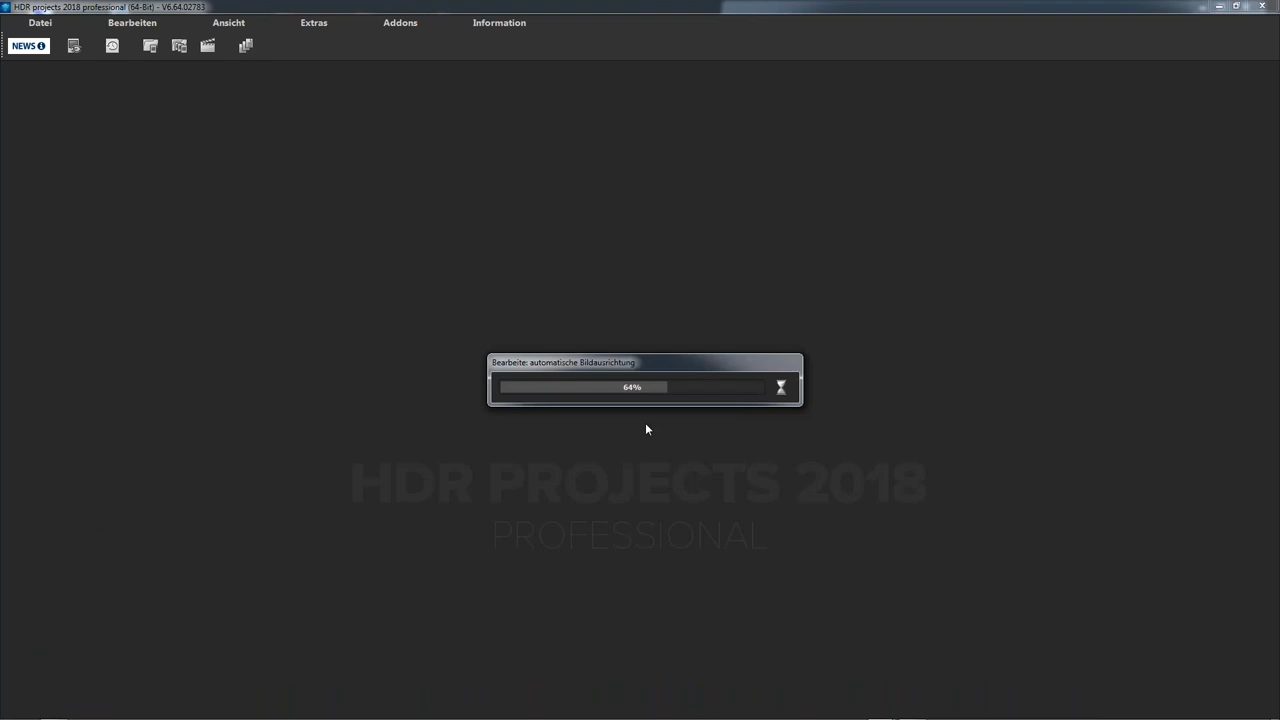 HDR projects 2018 professional (64-Bit) - V6.64.02783
Datei Bearbeiten Ansicht Extras Addons Information
NEWS
Bearbeite: automatische Bildausrichtung
64%
HDR PROJECTS 2018
PROFESSIONAL